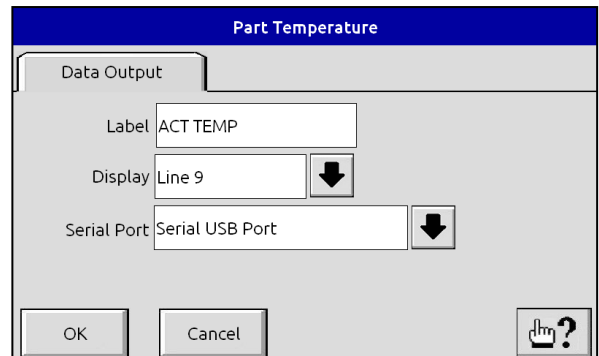 Part Temperature
Data Output
Label ACT TEMP
Display Line 9
Serial Port Serial USB Port
OK Cancel ?